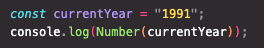 const currentYear = "1991";
console.log(Number(currentYear));